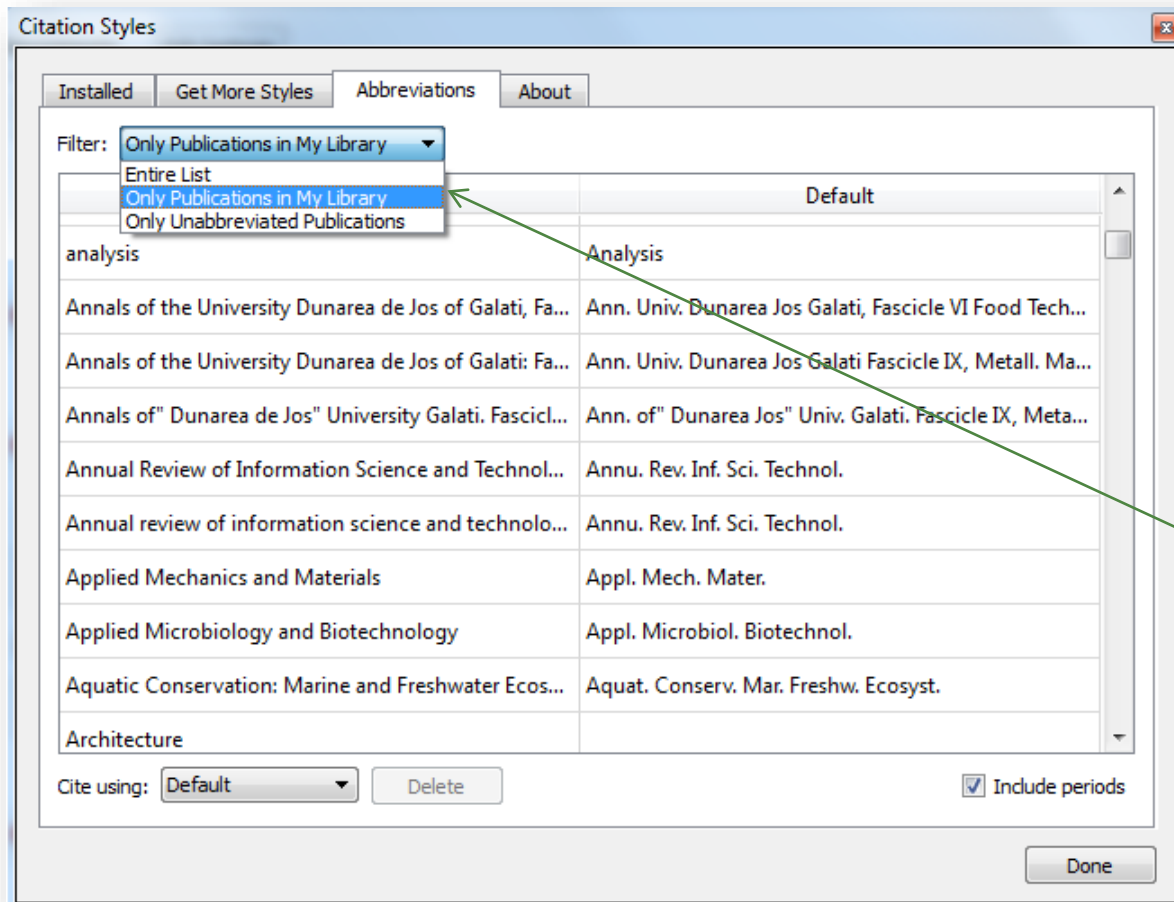 Citation Styles
Installed Get More Styles Abbreviations About
Filter: Only Publications in My Library
Entire List
Only Publications in My Library
Only Unabbreviated Publications
Default
analysis Analysis
Annals of the University Dunarea de Jos of Galati, Fa... Ann. Univ. Dunarea Jos Galati, Fascicle VI Food Tech...
Annals of the University Dunarea de Jos of Galati: Fa... Ann. Univ. Dunarea Jos Galati Fascicle IX, Metall. Ma...
Annals of" Dunarea de Jos" University Galati. Fascicl... Ann. of" Dunarea Jos" Univ. Galati. Fascicle IX, Meta...
Annual Review of Information Science and Technol... Annu. Rev. Inf. Sci. Technol.
Annual review of information science and technolo... Annu. Rev. Inf. Sci. Technol.
Applied Mechanics and Materials Appl. Mech. Mater.
Applied Microbiology and Biotechnology Appl. Microbiol. Biotechnol.
Aquatic Conservation: Marine and Freshwater Ecos... Aquat. Conserv. Mar. Freshw. Ecosyst.
Architecture
Cite using: Default Delete Include periods
Done